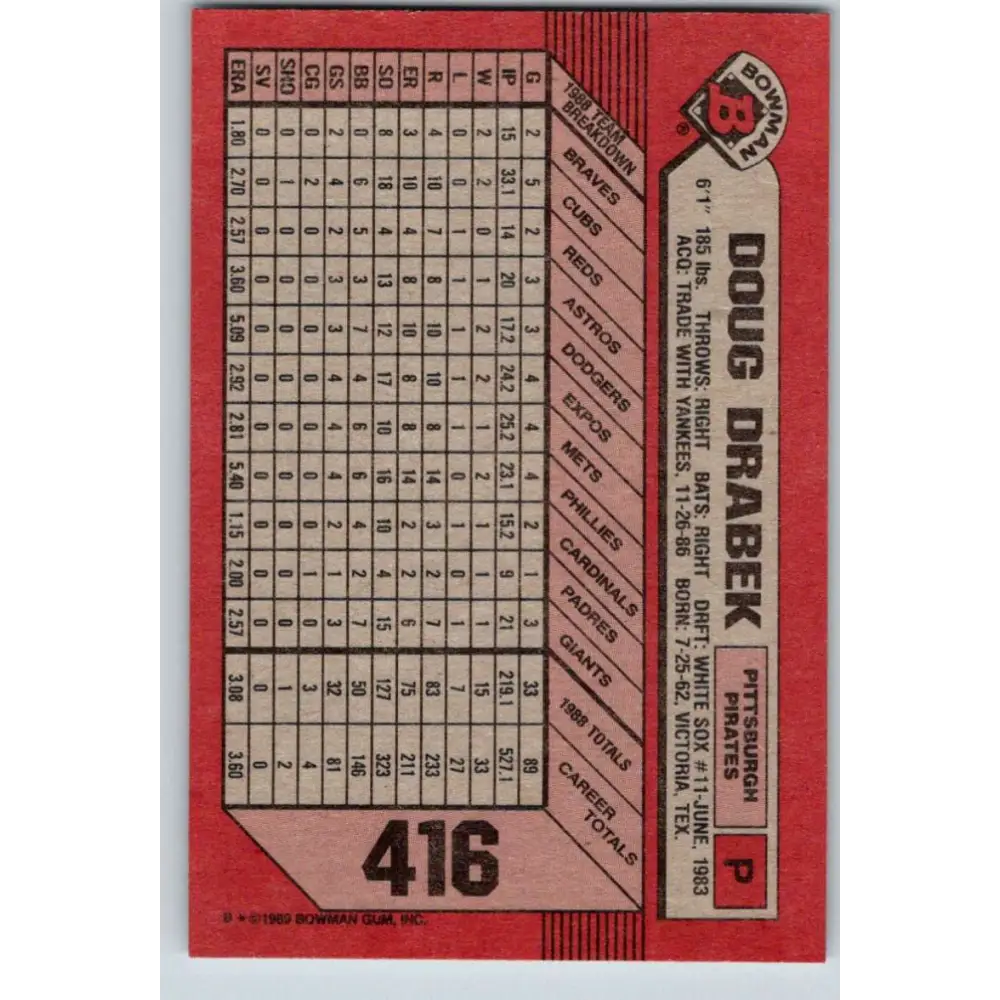 BOWMAN
B
®
DOUG DRABEK
PITTSBURGH
PIRATES
P
6'1" 185 lbs. THROWS: RIGHT BATS: RIGHT DRFT: WHITE SOX #11-JUNE, 1983
ACQ: TRADE WITH YANKEES, 11-26-86 BORN: 7-25-62, VICTORIA, TEX.
1988 TEAM BREAKDOWN BRAVES CUBS REDS ASTROS DODGERS EXPOS METS PHILLIES CARDINALS PADRES GIANTS 1988 TOTALS CAREER TOTALS
G 2 5 2 3 3 4 4 4 2 1 3 33 89
IP 15 33.1 14 20 17.2 24.2 25.2 23.1 15.2 9 21 219.1 527.1
W 2 2 0 1 2 2 1 2 1 1 1 15 33
L 0 0 1 1 1 1 1 0 1 0 1 7 27
R 4 10 7 8 10 10 8 14 3 2 7 83 233
ER 3 10 4 8 10 8 8 14 2 2 6 75 211
SO 8 18 4 13 12 17 10 16 10 4 15 127 323
BB 0 6 5 3 7 4 6 6 4 2 7 50 146
GS 2 4 2 3 3 4 4 4 2 1 3 32 81
CG 0 2 0 0 0 0 0 0 0 1 0 3 4
SHO 0 1 0 0 0 0 0 0 0 0 0 1 2
SV 0 0 0 0 0 0 0 0 0 0 0 0 0
ERA 1.80 2.70 2.57 3.60 5.09 2.92 2.81 5.40 1.15 2.00 2.57 3.08 3.60
416
B * ©1989 BOWMAN GUM, INC.